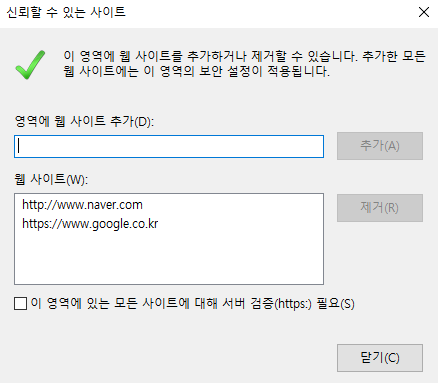 신뢰할 수 있는 사이트
이 영역에 웹 사이트를 추가하거나 제거할 수 있습니다. 추가한 모든
웹 사이트에는 이 영역의 보안 설정이 적용됩니다.
영역에 웹 사이트 추가(D):
추가(A)
웹 사이트(W):
http://www.naver.com
https://www.google.co.kr
제거(R)
이 영역에 있는 모든 사이트에 대해 서버 검증(https:) 필요(S)
닫기(C)